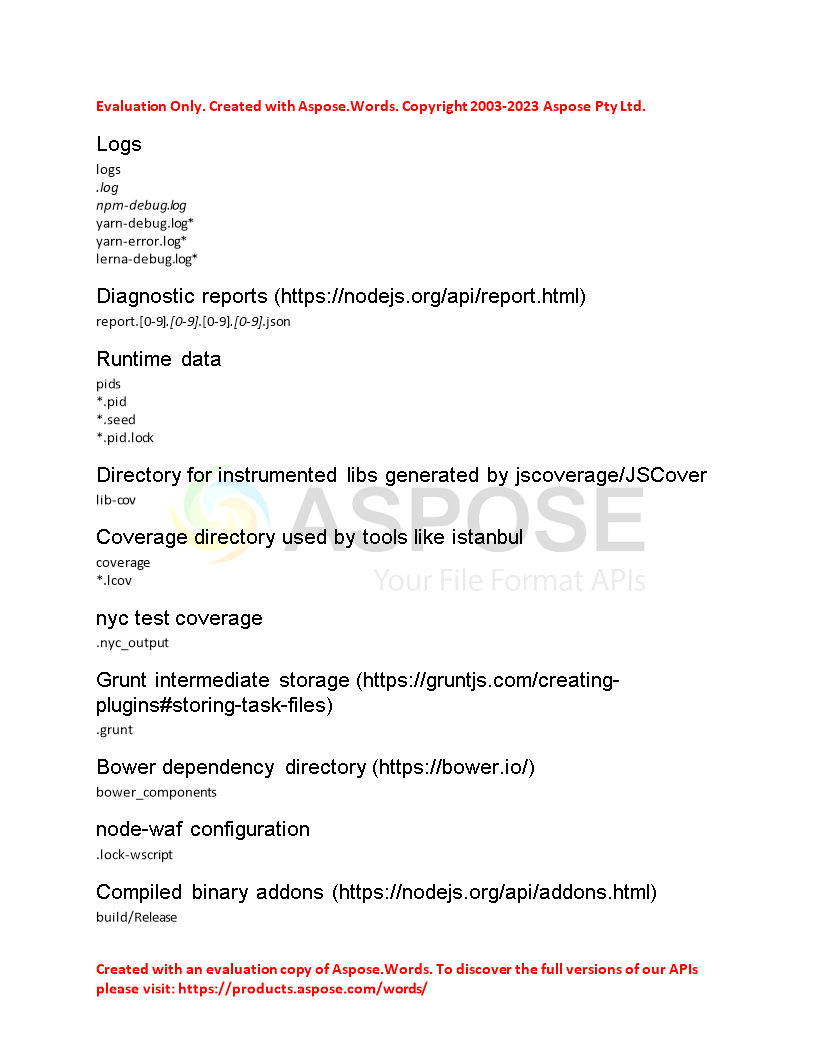 Evaluation Only. Created with Aspose.Words. Copyright 2003-2023 Aspose Pty Ltd.
Logs
logs
.log
npm-debug.log
yarn-debug.log*
yarn-error.log*
lerna-debug.log*
Diagnostic reports (https://nodejs.org/api/report.html)
report.[0-9].[0-9].[0-9].[0-9].json
Runtime data
pids
*.pid
*.seed
*.pid.lock
Directory for instrumented libs generated by jscoverage/JSCover
lib-cov
ASPOSE
Coverage directory used by tools like istanbul
coverage
*.lcov
Your File Format APIs
nyc test coverage
.nyc_output
Grunt intermediate storage (https://gruntjs.com/creating-
plugins#storing-task-files)
.grunt
Bower dependency directory (https://bower.io/)
bower_components
node-waf configuration
.lock-wscript
Compiled binary addons (https://nodejs.org/api/addons.html)
build/Release
Created with an evaluation copy of Aspose.Words. To discover the full versions of our APIs
please visit: https://products.aspose.com/words/